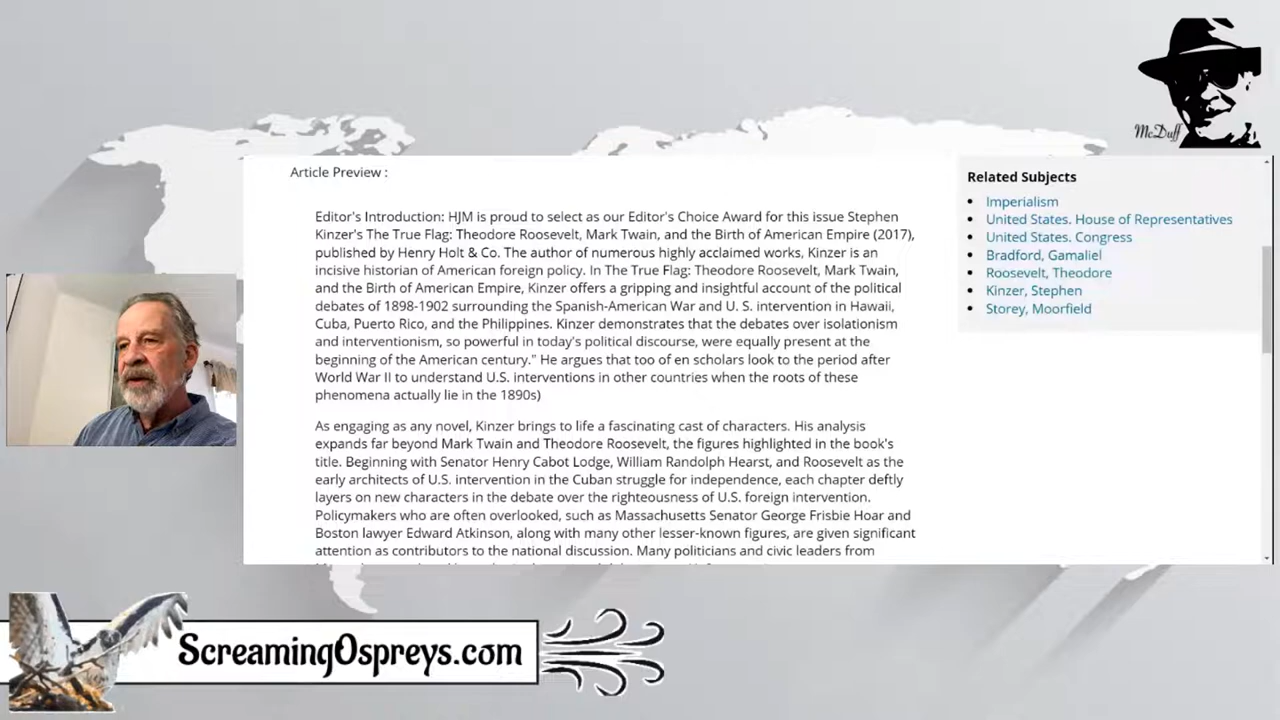 McDuff
Article Preview :
Editor's Introduction: HJM is proud to select as our Editor's Choice Award for this issue Stephen
Kinzer's The True Flag: Theodore Roosevelt, Mark Twain, and the Birth of American Empire (2017),
published by Henry Holt & Co. The author of numerous highly acclaimed works, Kinzer is an
incisive historian of American foreign policy. In The True Flag: Theodore Roosevelt, Mark Twain,
and the Birth of American Empire, Kinzer offers a gripping and insightful account of the political
debates of 1898-1902 surrounding the Spanish-American War and U. S. intervention in Hawaii,
Cuba, Puerto Rico, and the Philippines. Kinzer demonstrates that the debates over isolationism
and interventionism, so powerful in today's political discourse, were equally present at the
beginning of the American century." He argues that too of en scholars look to the period after
World War II to understand U.S. interventions in other countries when the roots of these
phenomena actually lie in the 1890s)
As engaging as any novel, Kinzer brings to life a fascinating cast of characters. His analysis
expands far beyond Mark Twain and Theodore Roosevelt, the figures highlighted in the book's
title. Beginning with Senator Henry Cabot Lodge, William Randolph Hearst, and Roosevelt as the
early architects of U.S. intervention in the Cuban struggle for independence, each chapter deftly
layers on new characters in the debate over the righteousness of U.S. foreign intervention.
Policymakers who are often overlooked, such as Massachusetts Senator George Frisbie Hoar and
Boston lawyer Edward Atkinson, along with many other lesser-known figures, are given significant
attention as contributors to the national discussion. Many politicians and civic leaders from
Related Subjects
Imperialism
United States. House of Representatives
United States. Congress
Bradford, Gamaliel
Roosevelt, Theodore
Kinzer, Stephen
Storey, Moorfield
ScreamingOspreys.com